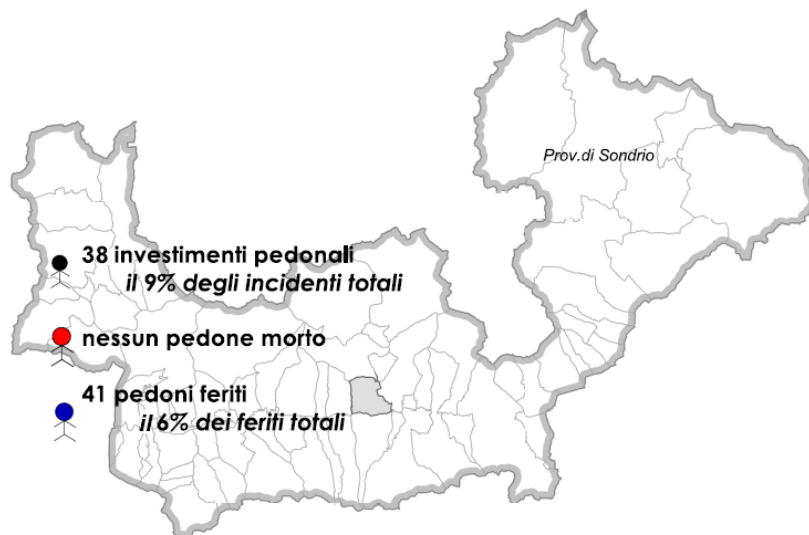 Prov.di Sondrio
38 investimenti pedonali
il 9% degli incidenti totali
nessun pedone morto
41 pedoni feriti
il 6% dei feriti totali